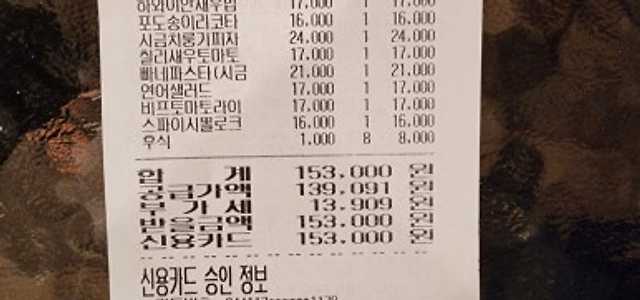 하와이안새우밥 17.000 1 17.000
포도송이리코타 16.000 1 16.000
시금치롱기피자 24.000 1 24.000
칠리새우토마토 17.000 1 17.000
빠네파스타(시금 21.000 1 21.000
연어샐러드 17.000 1 17.000
비프토마토라이 17.000 1 17.000
스파이시뽈로크 16.000 1 16.000
후식 1.000 8 8.000
합 계 153.000 원
공급가액 139.091 원
부 가 세 13.909 원
받을금액 153.000 원
신용카드 153.000 원
신용카드 승인 정보